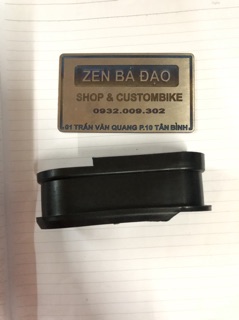 ZEN BÁ ĐẠO
SHOP & CUSTOMBIKE
0932.009.302
91 TRẦN VĂN QUANG P.10 TÂN BÌNH